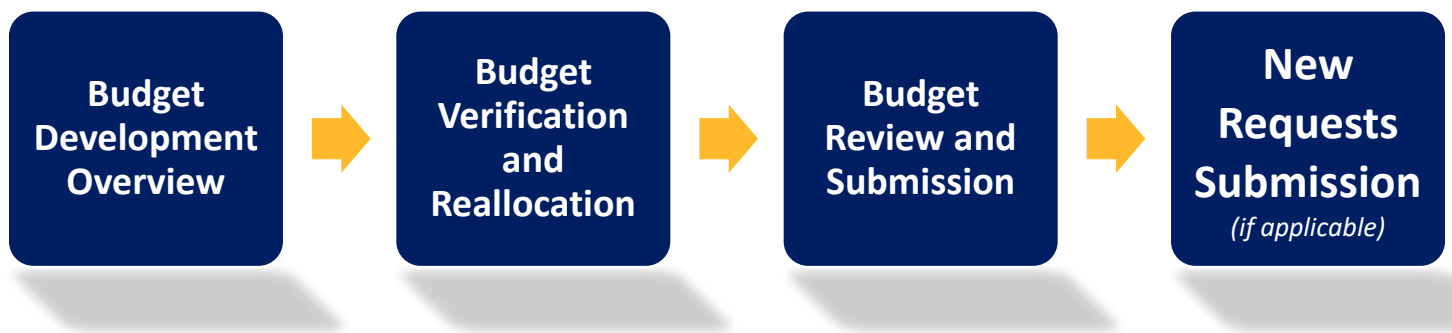 Budget
Development
Overview
Budget
Verification
and
Reallocation
Budget
Review and
Submission
New
Requests
Submission
(if applicable)